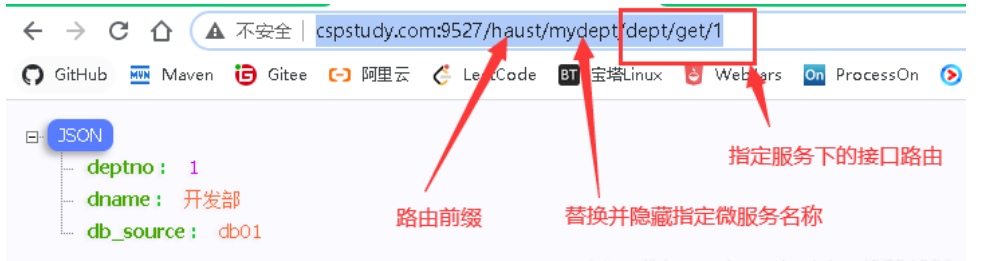 不安全 | cspstudy.com:9527/haust/mydept/dept/get/1
GitHub Maven Gitee 阿里云 LeetCode BT 宝塔Linux WebJars On ProcessOn
JSON
deptno : 1
dname : 开发部
db_source : db01
指定服务下的接口路由
路由前缀
替换并隐藏指定微服务名称